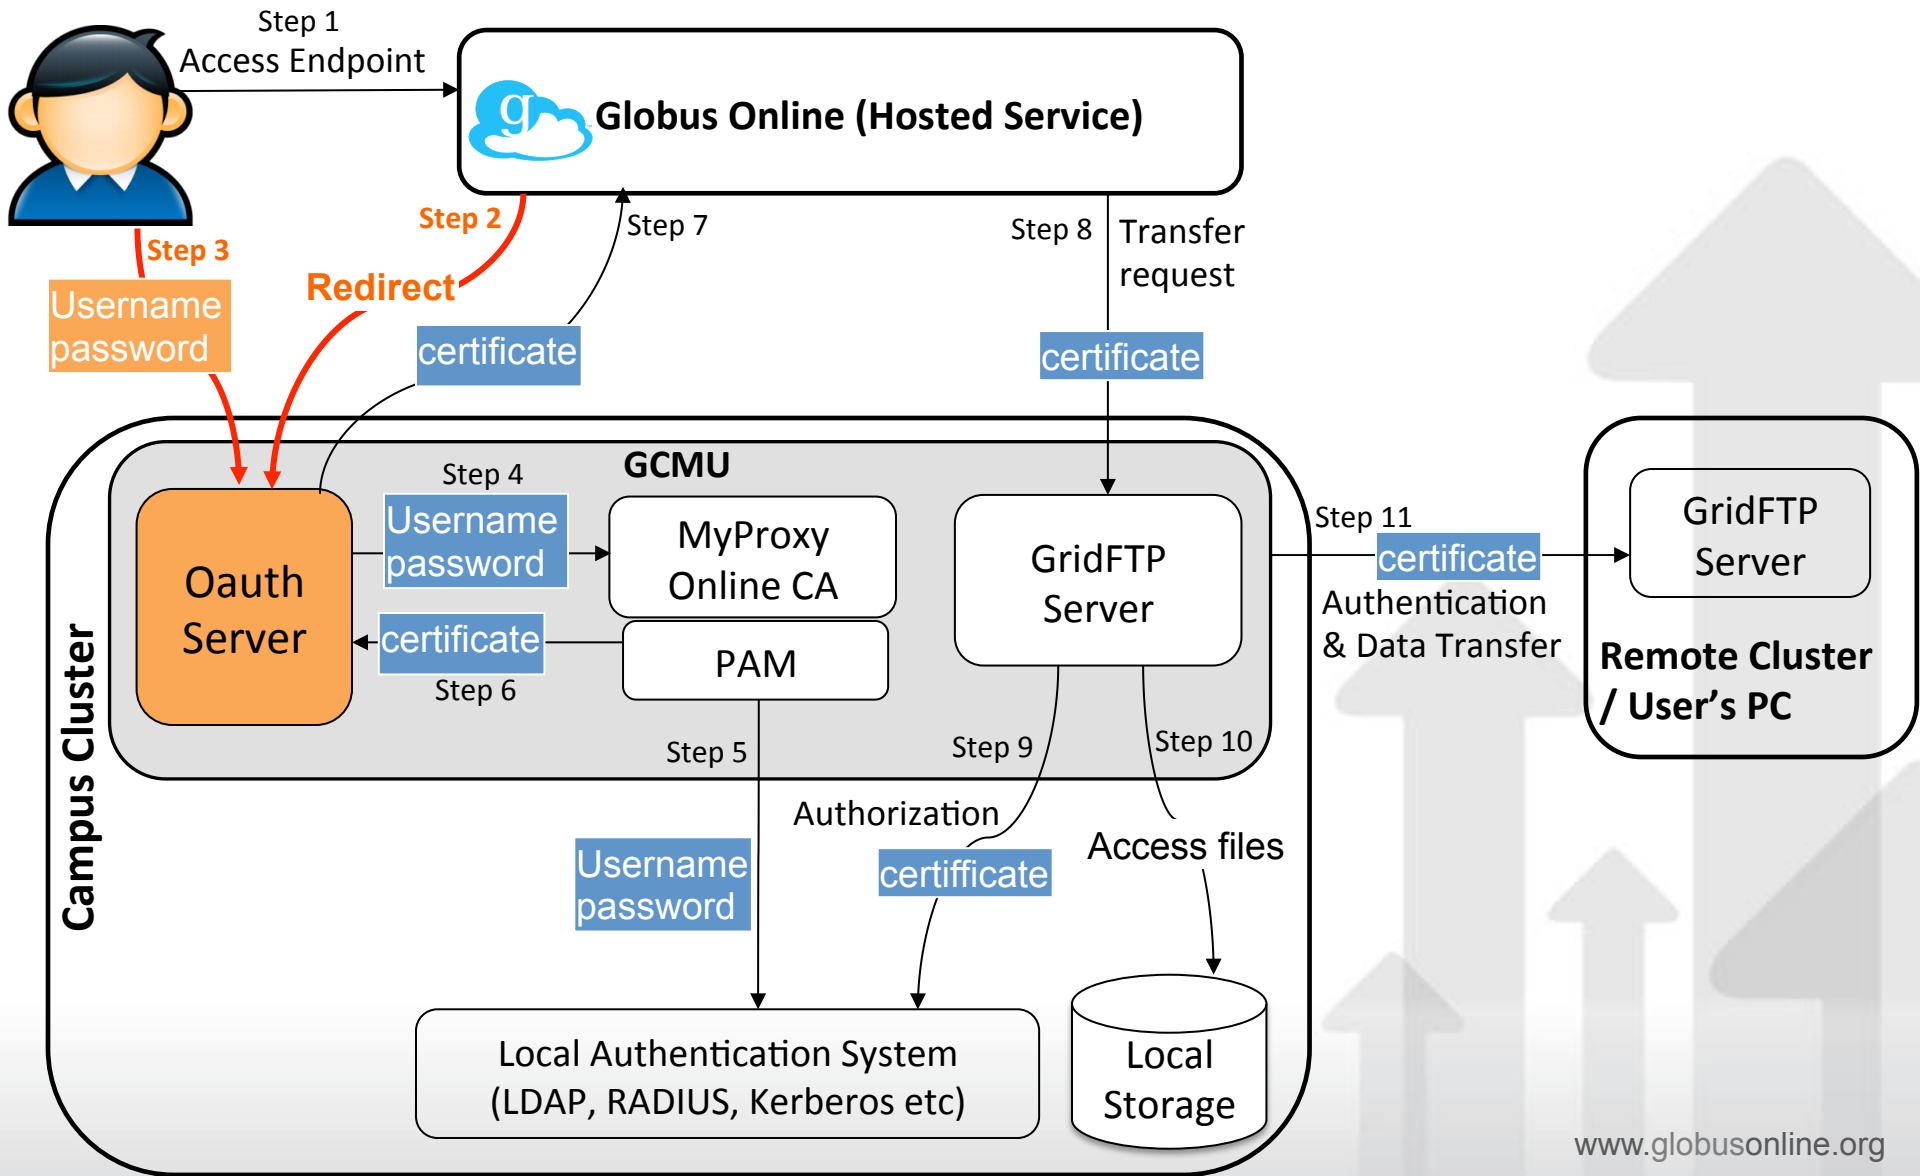 Step 1
Access Endpoint
g
Globus Online (Hosted Service)
Step 2
Step 7
Step 8
Transfer
request
Step 3
Redirect
Username
password
certificate
certificate
GCMU
Step 4
Username
password
MyProxy
Online CA
Oauth
Server
certificate
Step 6
PAM
GridFTP
Server
Step 11
certificate
Authentication
& Data Transfer
GridFTP
Server
Remote Cluster
/ User's PC
Campus Cluster
Step 5
Step 9
Step 10
Authorization
Username
password
certifficate
Access files
Local Authentication System
(LDAP, RADIUS, Kerberos etc)
Local
Storage
www.globusonline.org